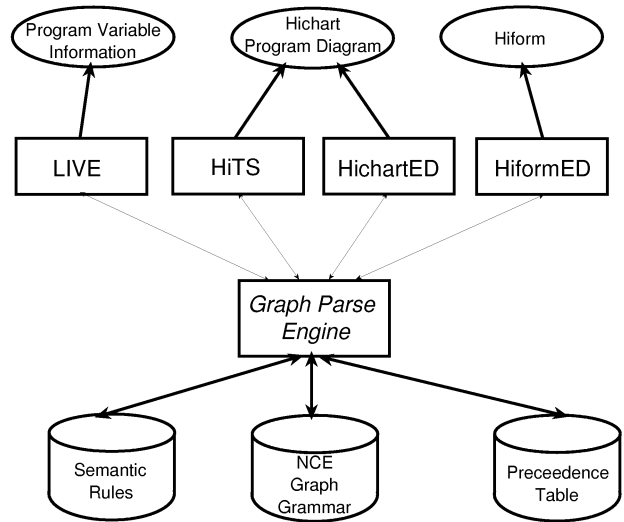 Program Variable
Information
Hichart
Program Diagram
Hiform
LIVE
HiTS
HichartED
HiformED
Graph Parse
Engine
Semantic
Rules
NCE
Graph
Grammar
Preceedence
Table